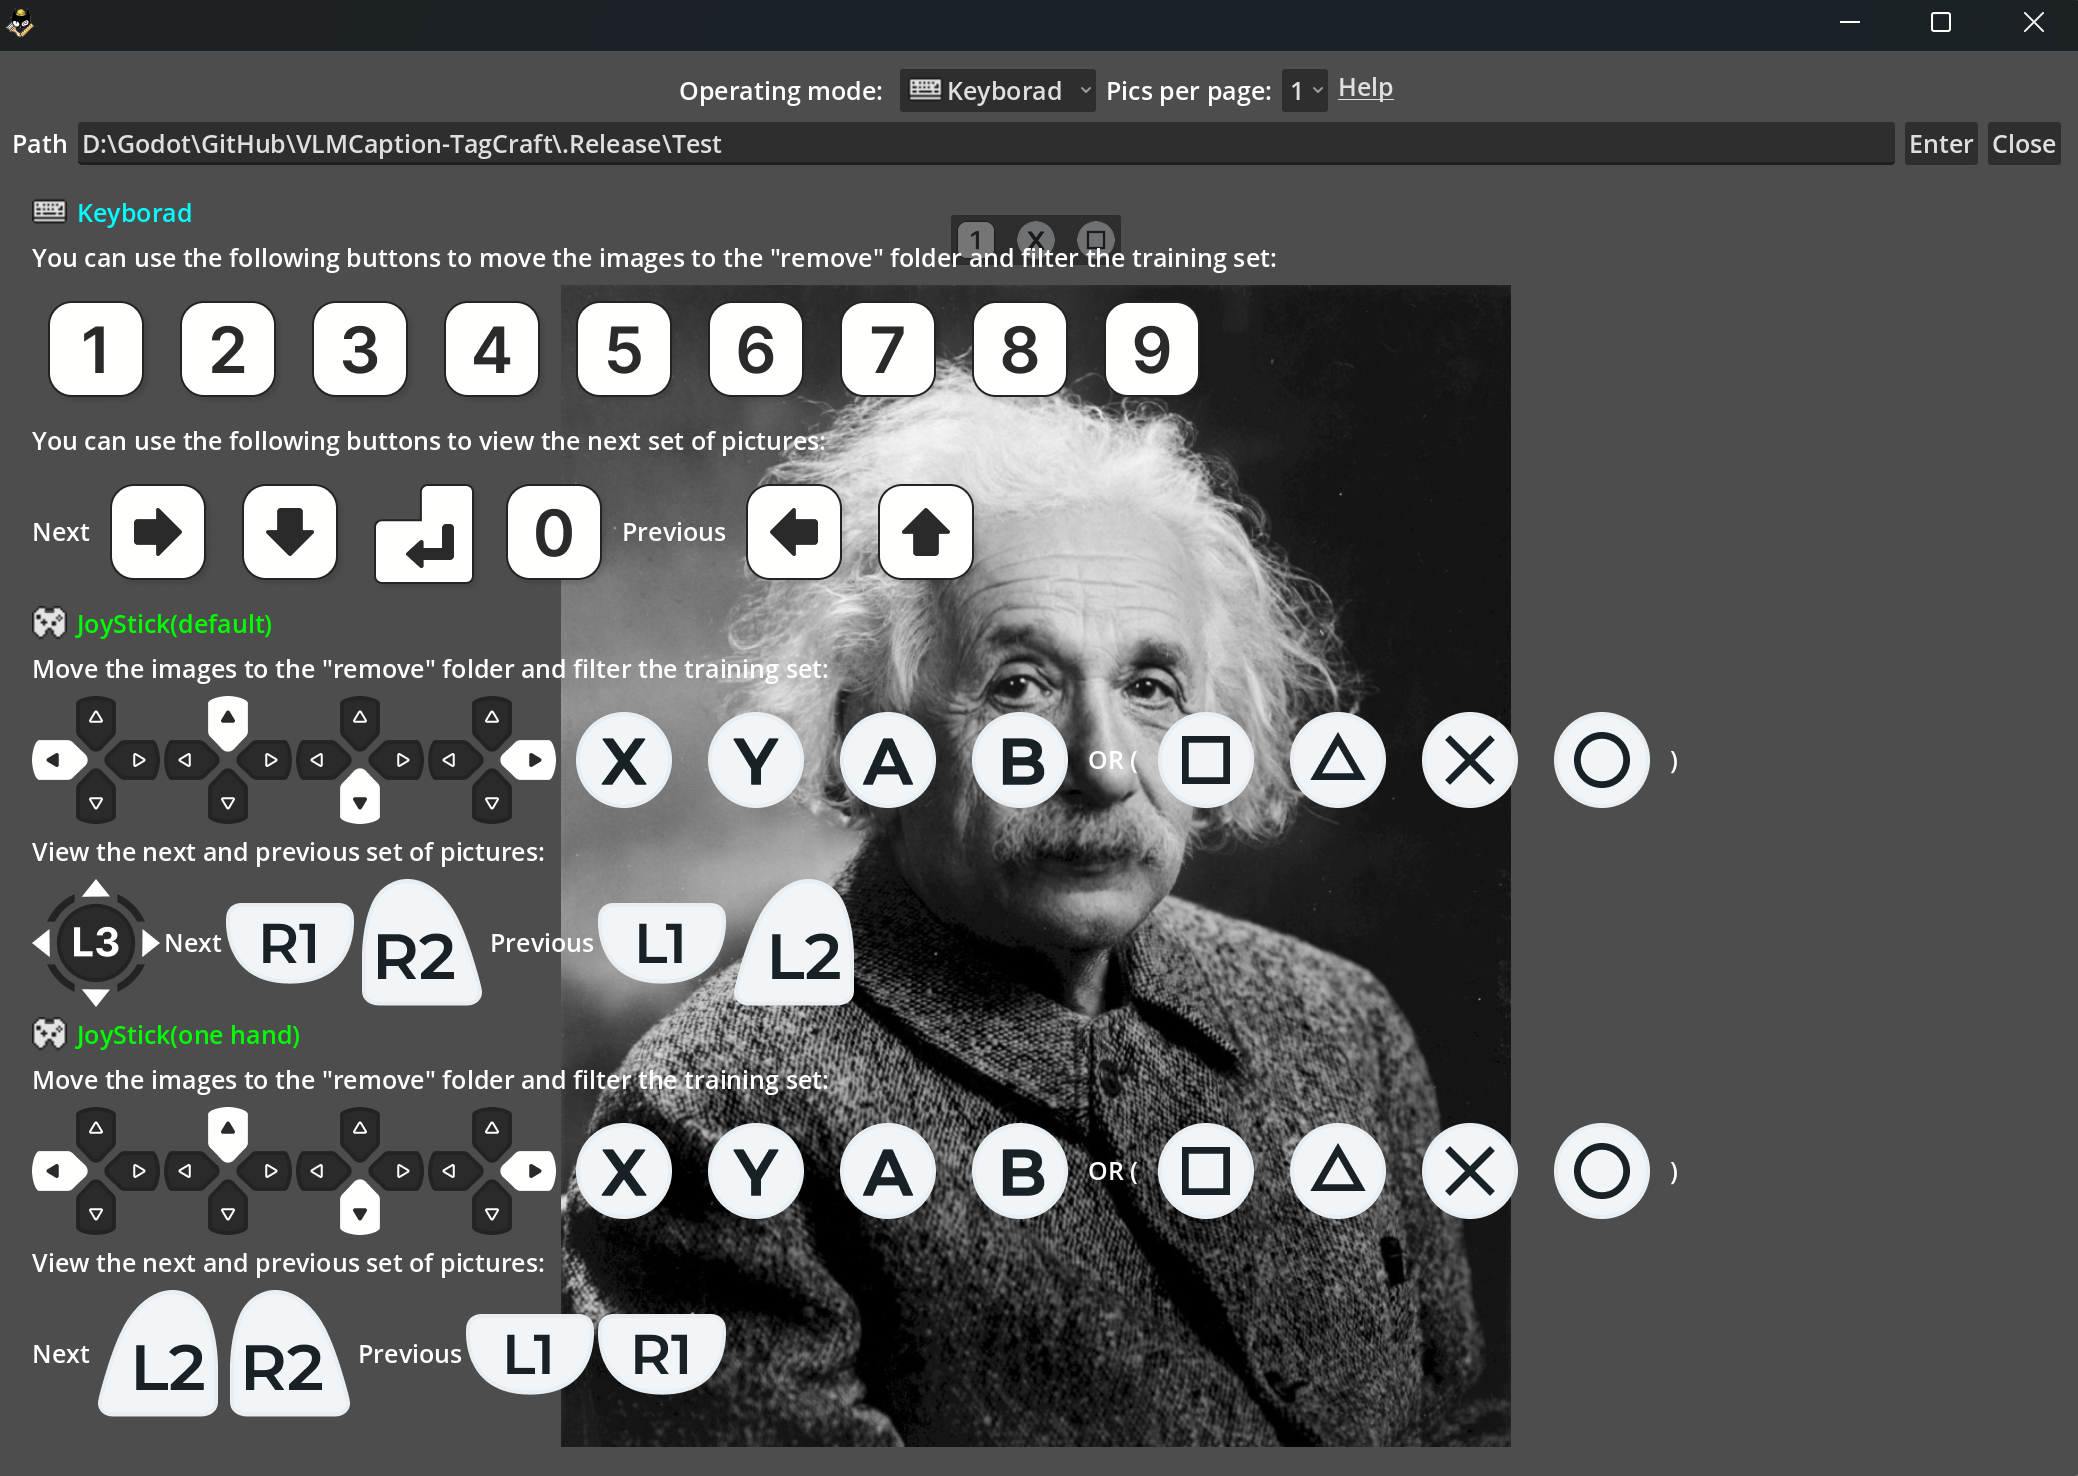 Operating mode: Keyborad Pics per page: 1 Help
Path D:\Godot\GitHub\VLMCaption-TagCraft\.Release\Test Enter Close
Keyborad
1 X
You can use the following buttons to move the images to the "remove" folder and filter the training set:
1 2 3 4 5 6 7 8 9
You can use the following buttons to view the next set of pictures:
Next 0 Previous
JoyStick(default)
Move the images to the "remove" folder and filter the training set:
X Y A B OR ( )
View the next and previous set of pictures:
L3 Next R1 R2 Previous L1 L2
JoyStick(one hand)
Move the images to the "remove" folder and filter the training set:
X Y A B OR ( )
View the next and previous set of pictures:
Next L2 R2 Previous L1 R1